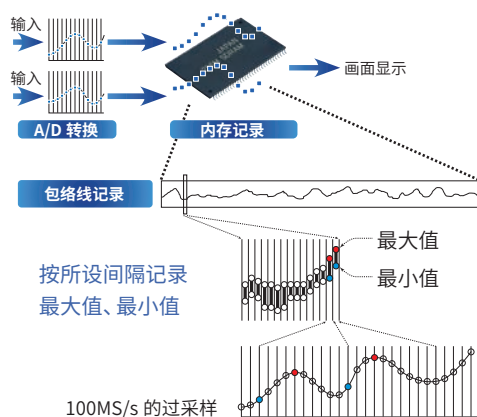 输入
输入
A/D 转换
JAPAN
内存记录
画面显示
包络线记录
最大值
最小值
按所设间隔记录
最大值、最小值
100MS/s 的过采样